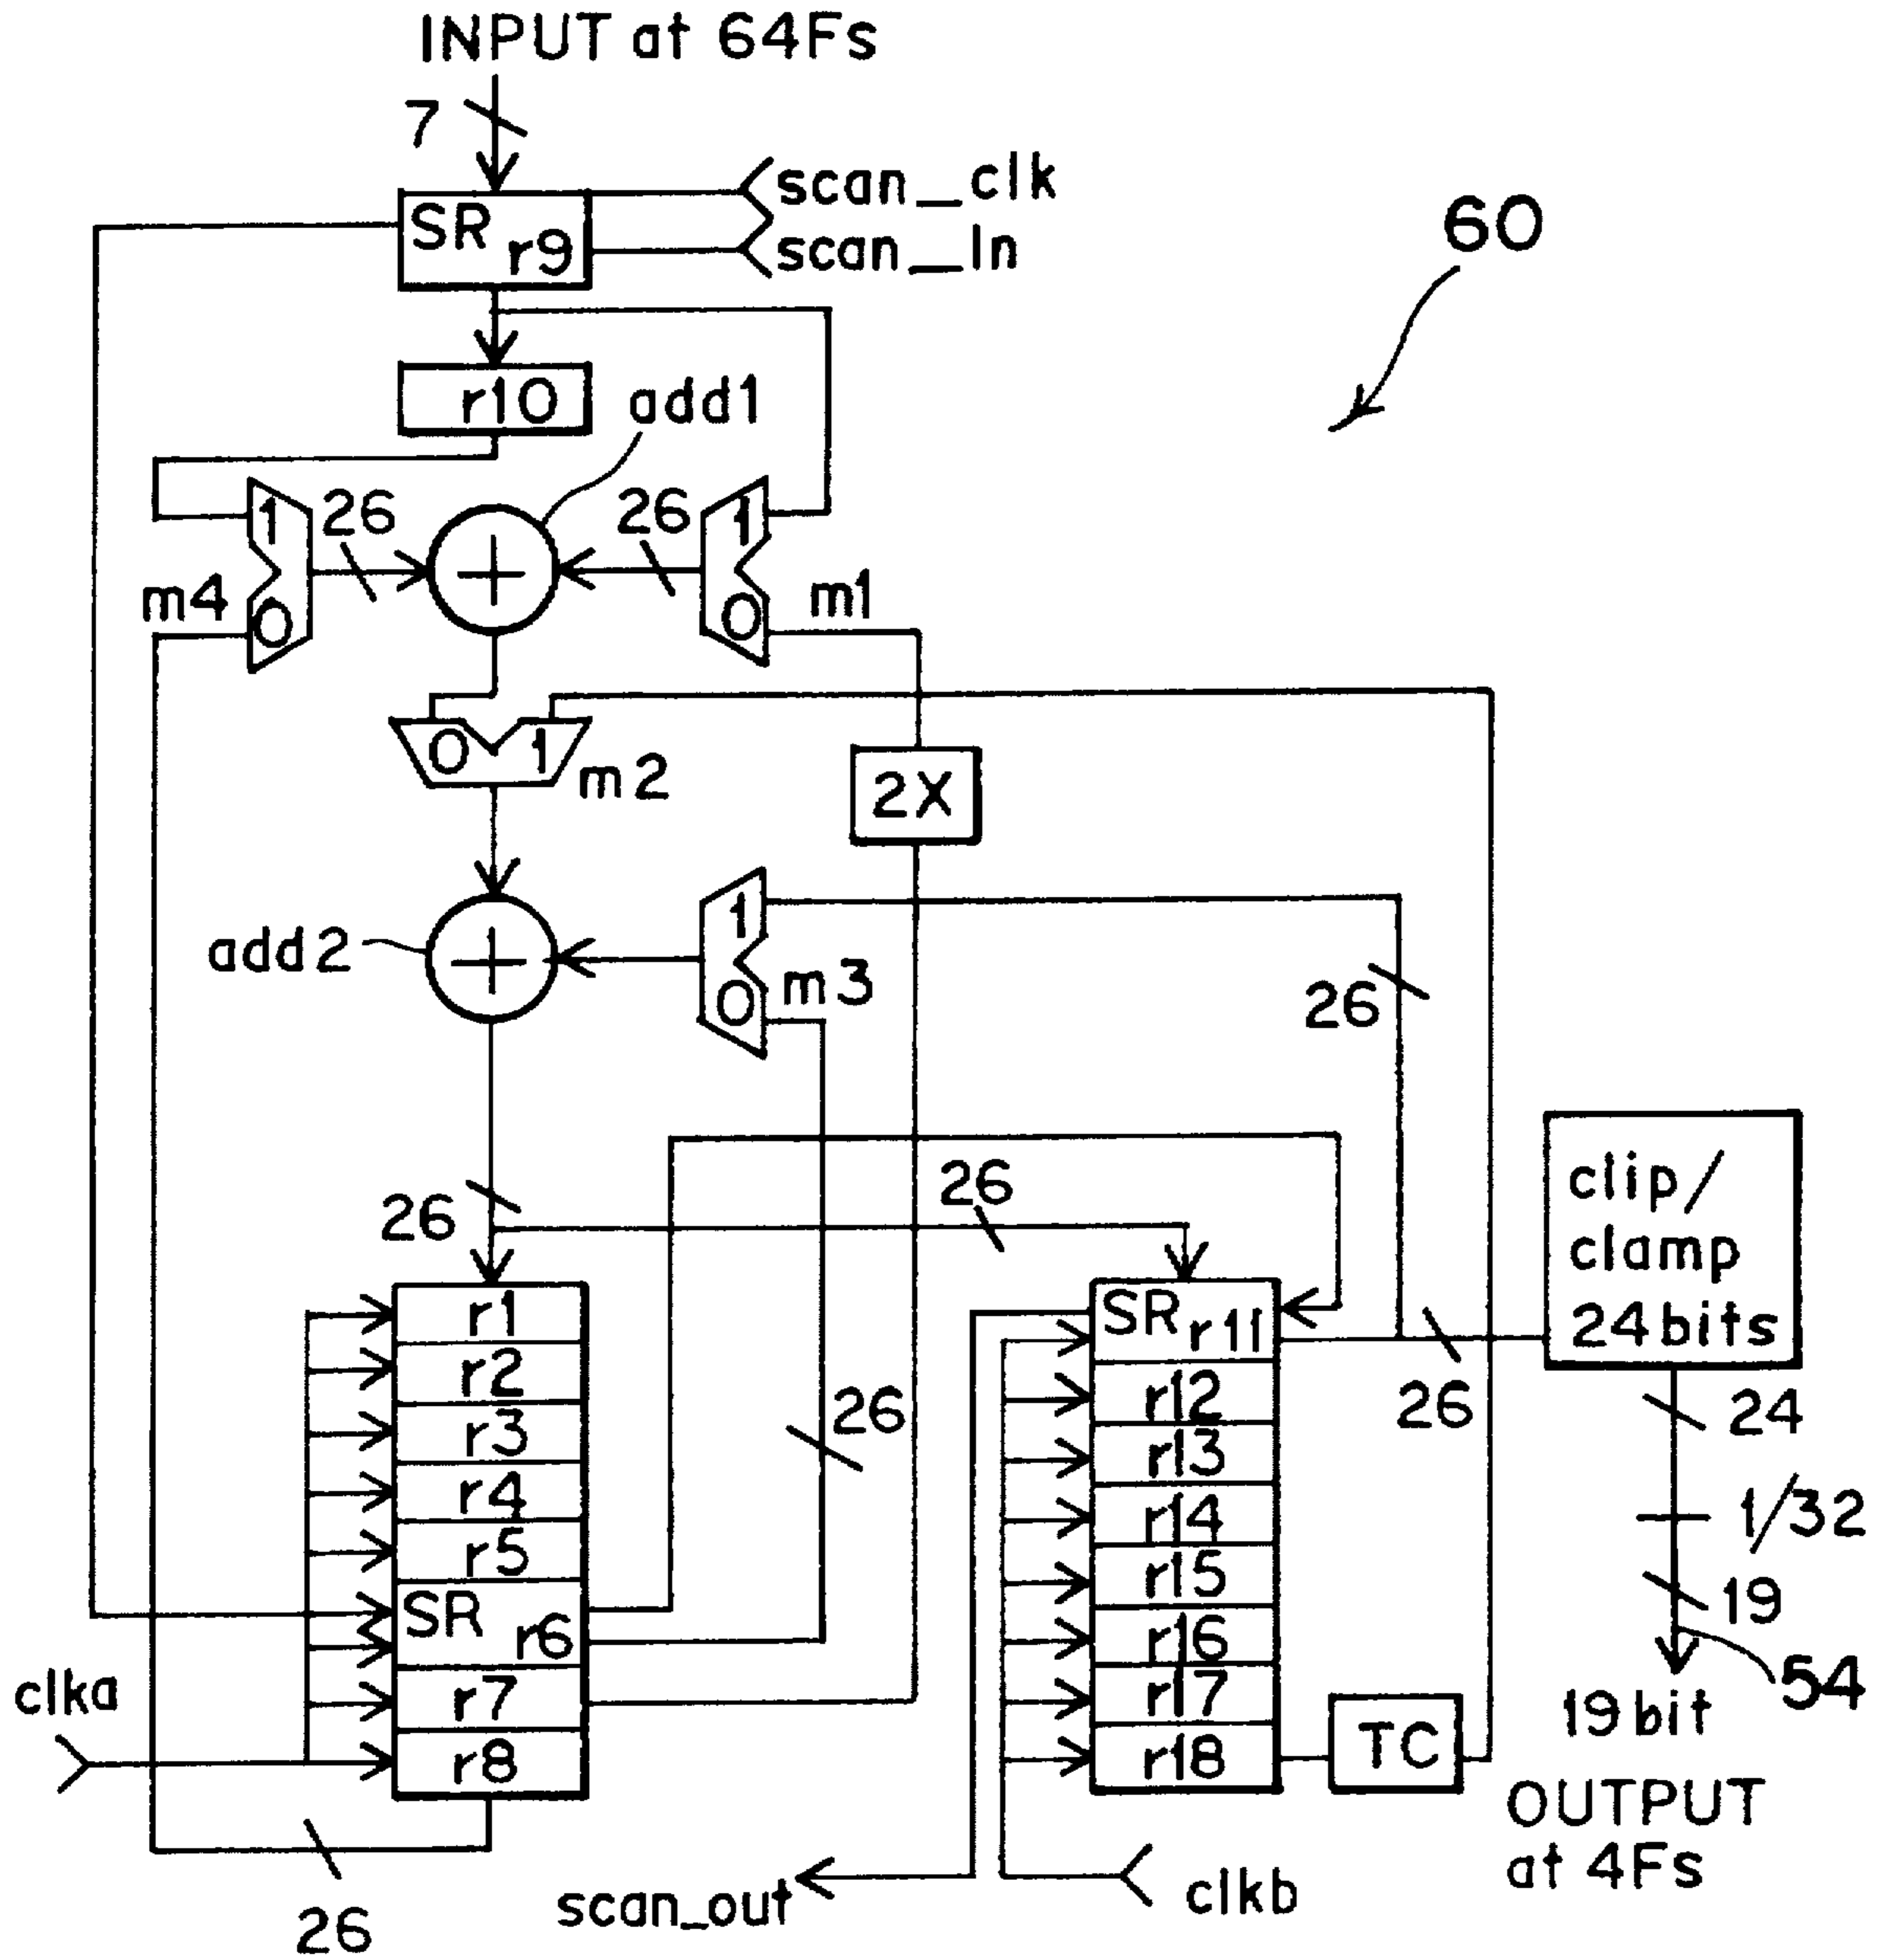 INPUT at 64Fs
7
SR r9
scan_clk
scan_In
60
r10
add1
1
26
26
1
m4
0
0
m1
0 1
m2
2X
1
add2
0
m3
26
26
26
clip/
clamp
24 bits
r1
r2
r3
r4
r5
SR r6
r7
r8
26
SR r11
r12
r13
r14
r15
r16
r17
r18
26
24
1/32
19
54
19 bit
OUTPUT
at 4Fs
TC
clka
26
scan_out
clkb